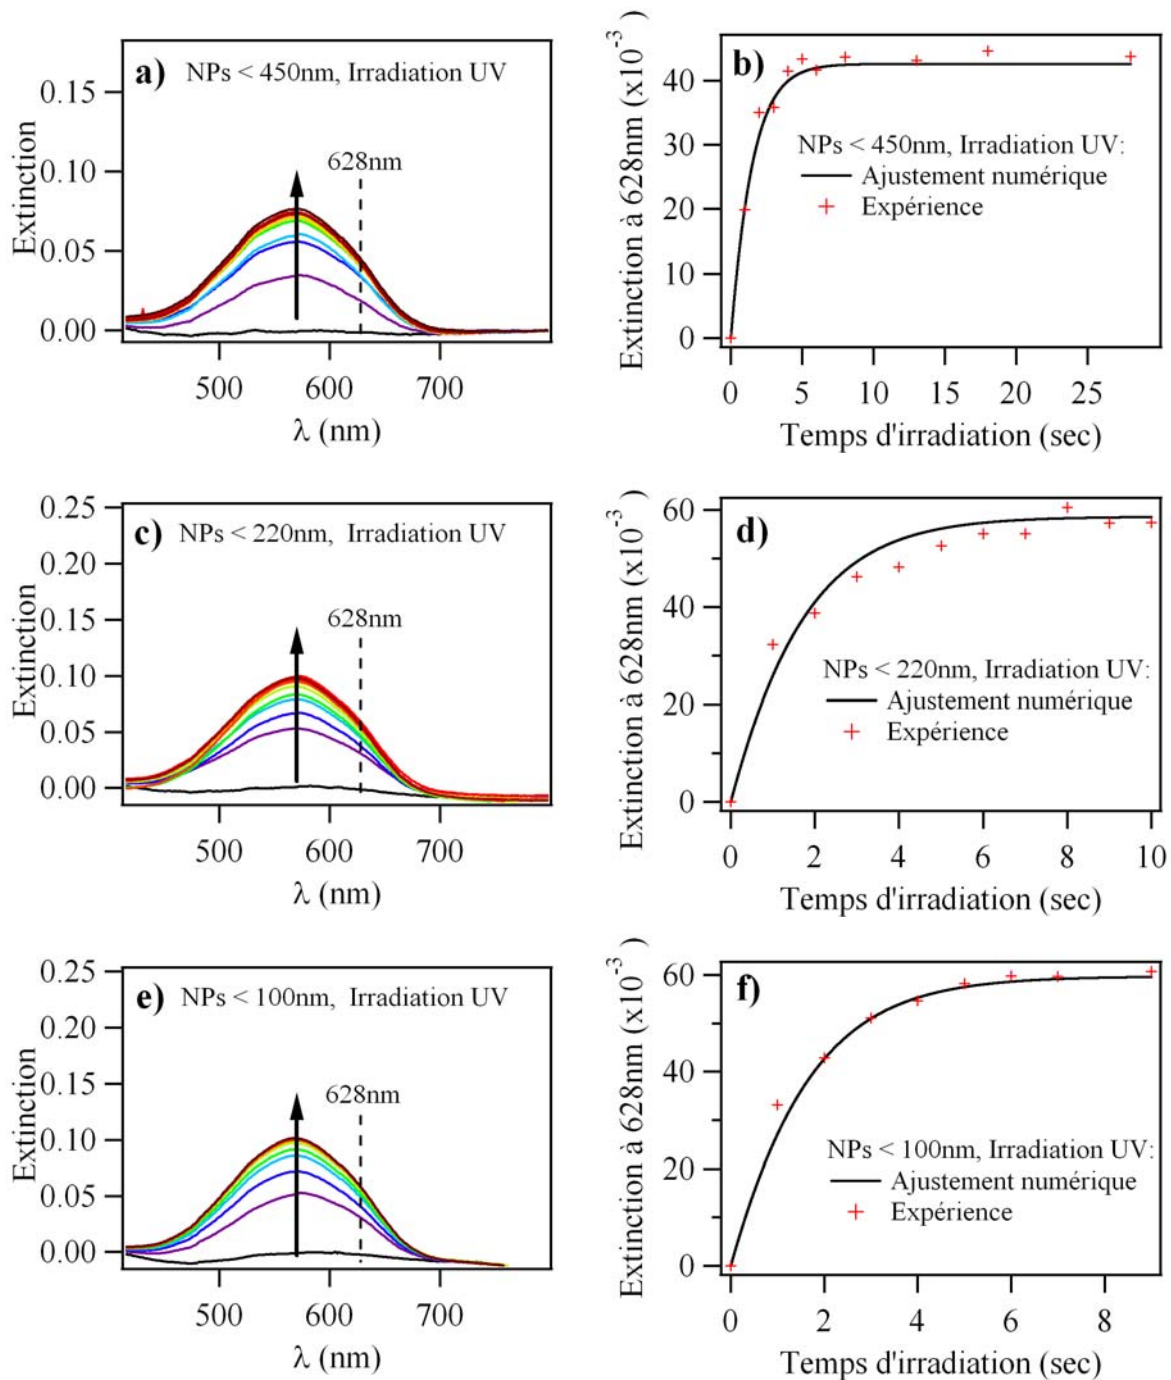 a) NPs < 450nm, Irradiation UV
628nm
Extinction
0.15
0.10
0.05
0.00
500 600 700
λ (nm)
b)
Extinction à 628nm (x10⁻³)
40
30
20
10
0
NPs < 450nm, Irradiation UV:
Ajustement numérique
Expérience
0 5 10 15 20 25
Temps d'irradiation (sec)
c) NPs < 220nm, Irradiation UV
628nm
Extinction
0.25
0.20
0.15
0.10
0.05
0.00
500 600 700
λ (nm)
d)
Extinction à 628nm (x10⁻³)
60
40
20
0
NPs < 220nm, Irradiation UV:
Ajustement numérique
Expérience
0 2 4 6 8 10
Temps d'irradiation (sec)
e) NPs < 100nm, Irradiation UV
628nm
Extinction
0.25
0.20
0.15
0.10
0.05
0.00
500 600 700
λ (nm)
f)
Extinction à 628nm (x10⁻³)
60
40
20
0
NPs < 100nm, Irradiation UV:
Ajustement numérique
Expérience
0 2 4 6 8
Temps d'irradiation (sec)